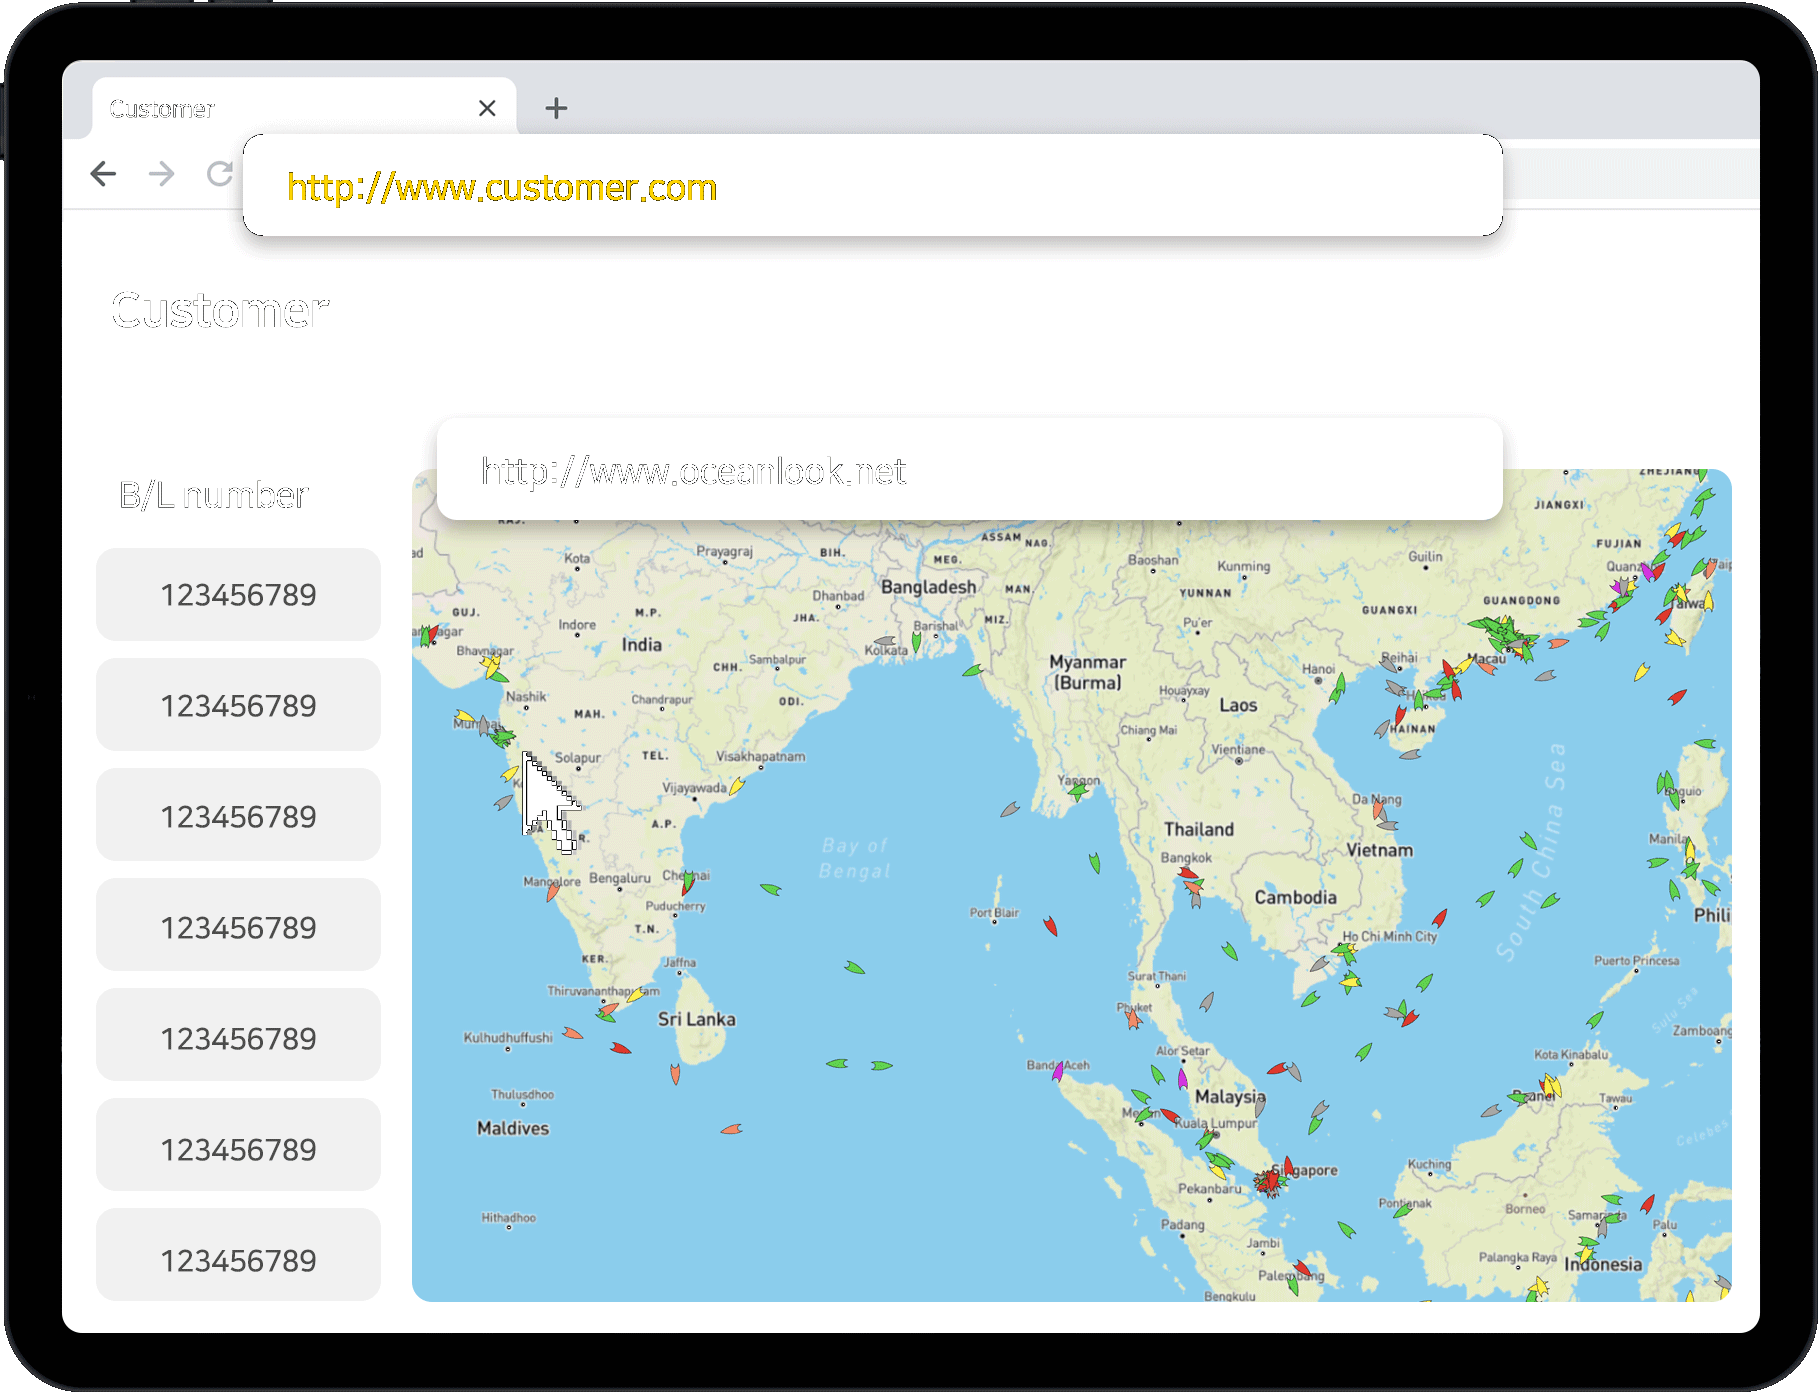 Customer
http://www.customer.com
Customer
http://www.oceanlook.net
B/L number
123456789
123456789
123456789
123456789
123456789
123456789
123456789
ZHEJIANG
JIANGXI
ASSAM NAG.
FUJIAN
Kota
Prayagraj
BIH.
MEG.
Baoshan
Kunming
Guilin
Bangladesh
MAN.
YUNNAN
Dhanbad
GUJ.
M.P.
JHA.
GUANGXI
GUANGDONG
Indore
Barishal
MIZ.
Pu'er
India
Kolkata
Bhavnagar
CHH.
Sambalpur
Myanmar
(Burma)
Hanoi
Beihai
Macau
Nashik
Chandrapur
ODI.
Houayxay
Laos
MAH.
Mumbai
HAINAN
Chiang Mai
Solapur
TEL.
Visakhapatnam
Vientiane
Vijayawada
Yangon
Da Nang
A.P.
Thailand
Vietnam
Manila
Bay of
Bengal
South China Sea
Bangkok
Mangalore
Bengaluru
Chennai
Cambodia
Puducherry
Port Blair
Phili
T.N.
Ho Chi Minh City
KER.
Jaffna
Puerto Princesa
Surat Thani
Thiruvananthapuram
Phuket
Sulu Sea
Sri Lanka
Kulhudhuffushi
Zamboang
Alor Setar
Kota Kinabalu
Banda Aceh
Thulusdhoo
Malaysia
Brunei
Tawau
Maldives
Medan
Kuala Lumpur
Celebes
Singapore
Kuching
Pekanbaru
Pontianak
Borneo
Samarinda
Hithadhoo
Padang
Palu
Jambi
Palangka Raya
Indonesia
Palembang
Bengkulu